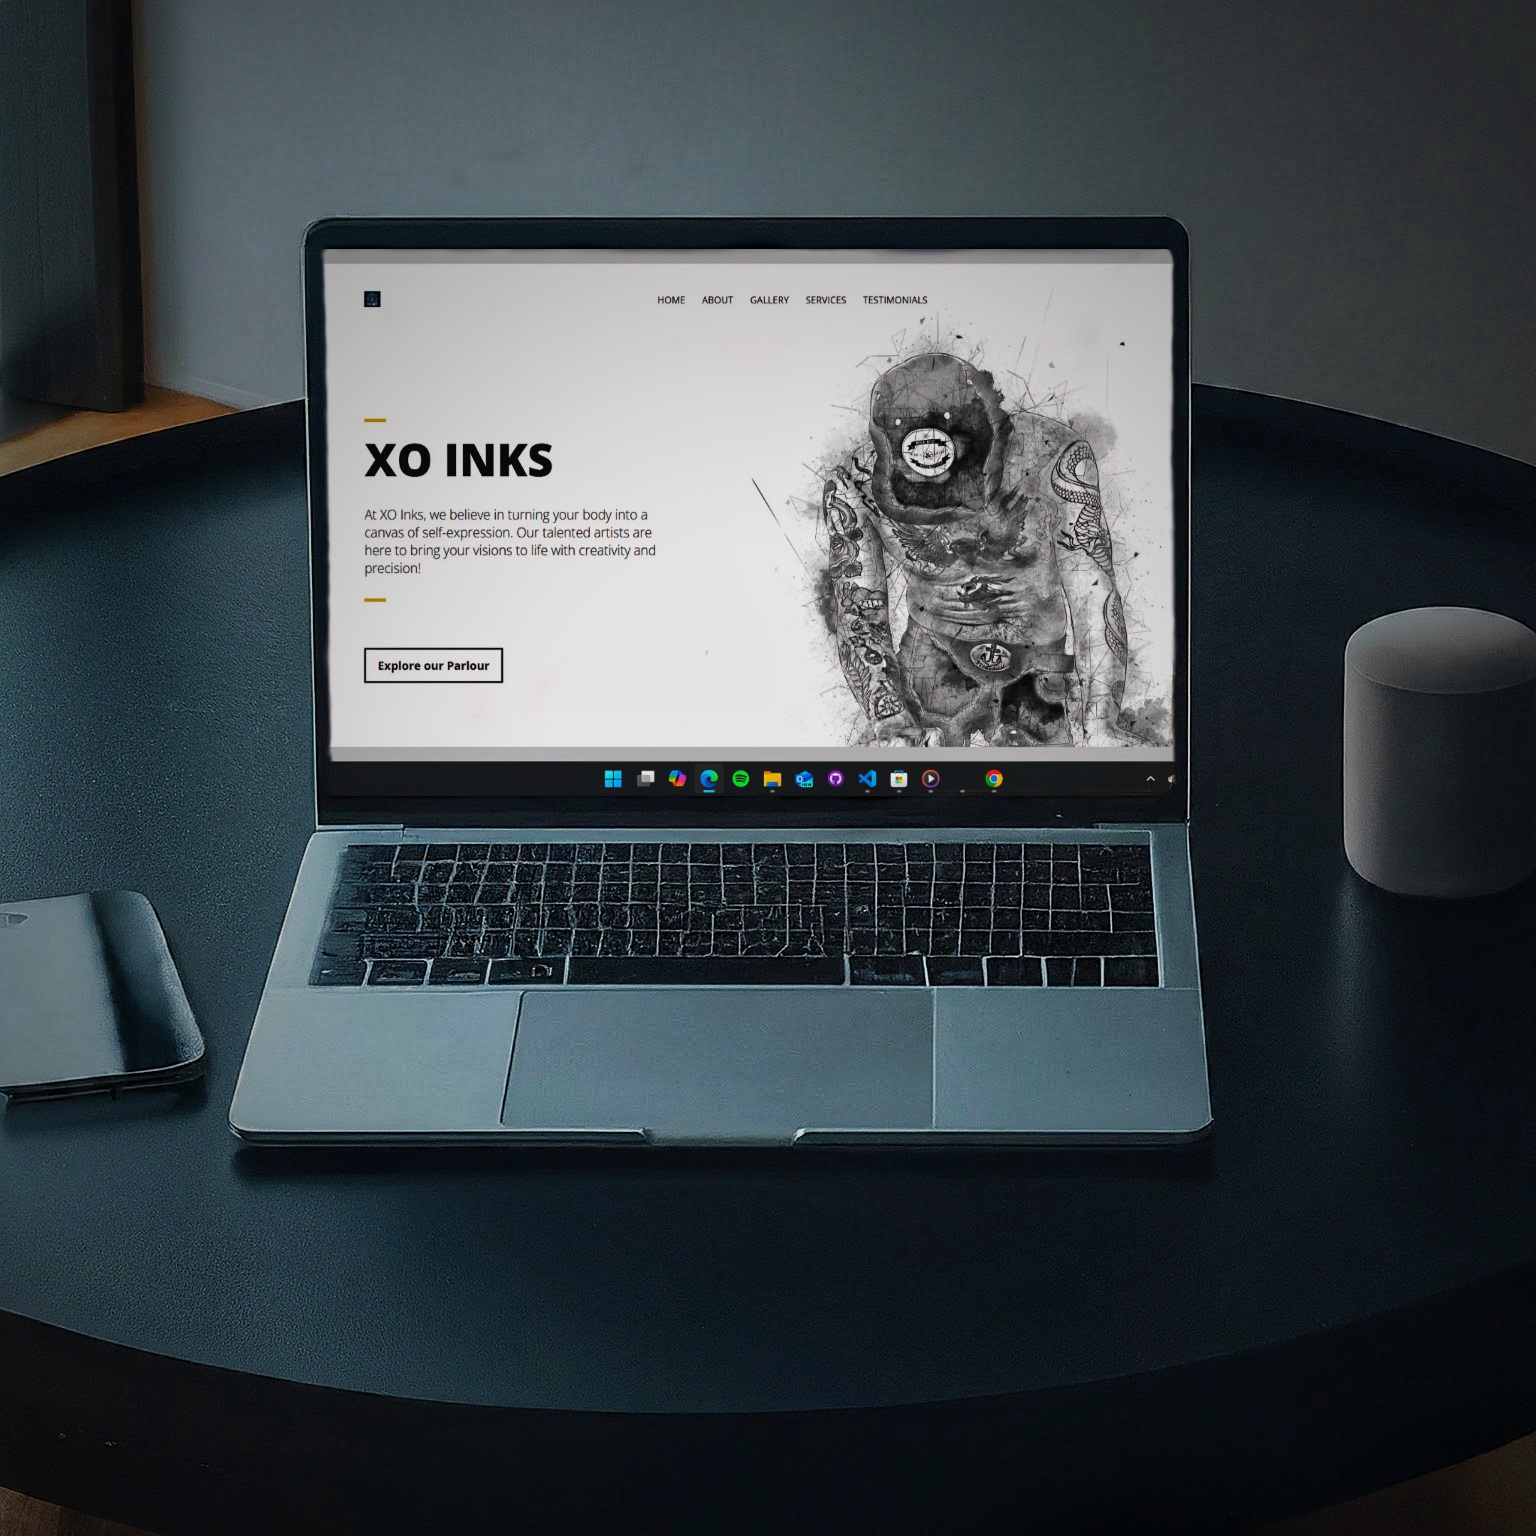 HOME ABOUT GALLERY SERVICES TESTIMONIALS
XO INKS
At XO Inks, we believe in turning your body into a
canvas of self-expression. Our talented artists are
here to bring your visions to life with creativity and
precision!
Explore our Parlour